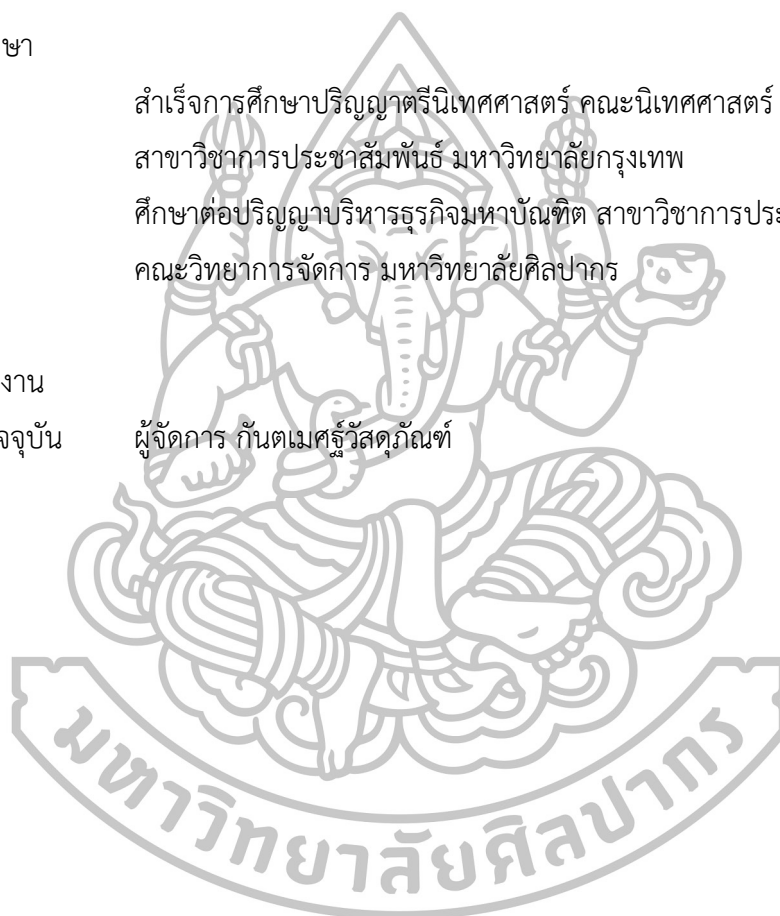 ษา
สำเร็จการศึกษาปริญญาตรีนิเทศศาสตร์ คณะนิเทศศาสตร์
สาขาวิชาการประชาสัมพันธ์ มหาวิทยาลัยกรุงเทพ
ศึกษาต่อปริญญาบริหารธุรกิจมหาบัณฑิต สาขาวิชาการประ
คณะวิทยาการจัดการ มหาวิทยาลัยศิลปากร
งาน
จจุบัน ผู้จัดการ กันตเมศฐ์วัสดุภัณฑ์
มหาวิทยาลัยศิลปากร